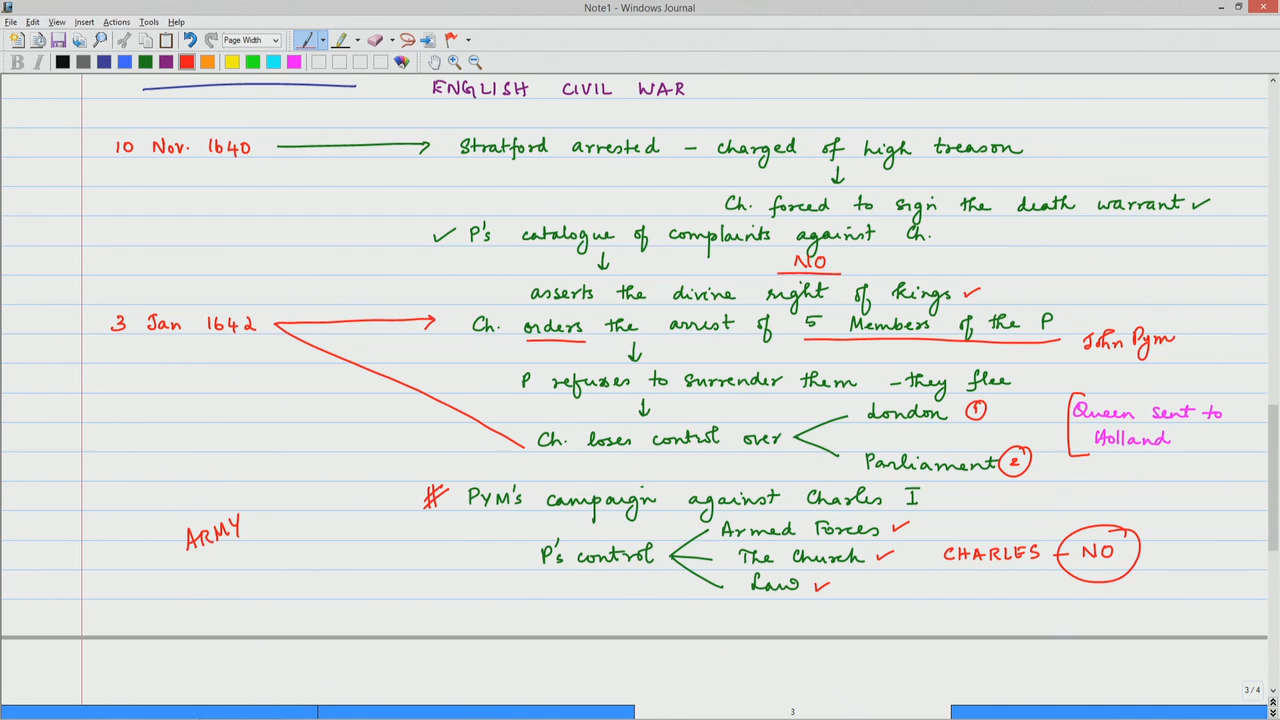 Note1 - Windows Journal
File Edit View Insert Actions Tools Help
Page Width
B I
ENGLISH CIVIL WAR
10 Nov. 1640 Stratford arrested - charged of high treason
Ch. forced to sign the death warrant ✓
✓ P's catalogue of complaints against Ch.
NO
asserts the divine right of kings ✓
3 Jan 1642 Ch. orders the arrest of 5 Members of the P
John Pym
P refuses to surrender them - they flee
London 1
Queen sent to
Holland
Ch. loses control over
Parliament 2
# PYM's campaign against Charles I
ARMY
Armed Forces ✓
P's control The Church ✓ CHARLES - NO
Law ✓
3 / 4
3